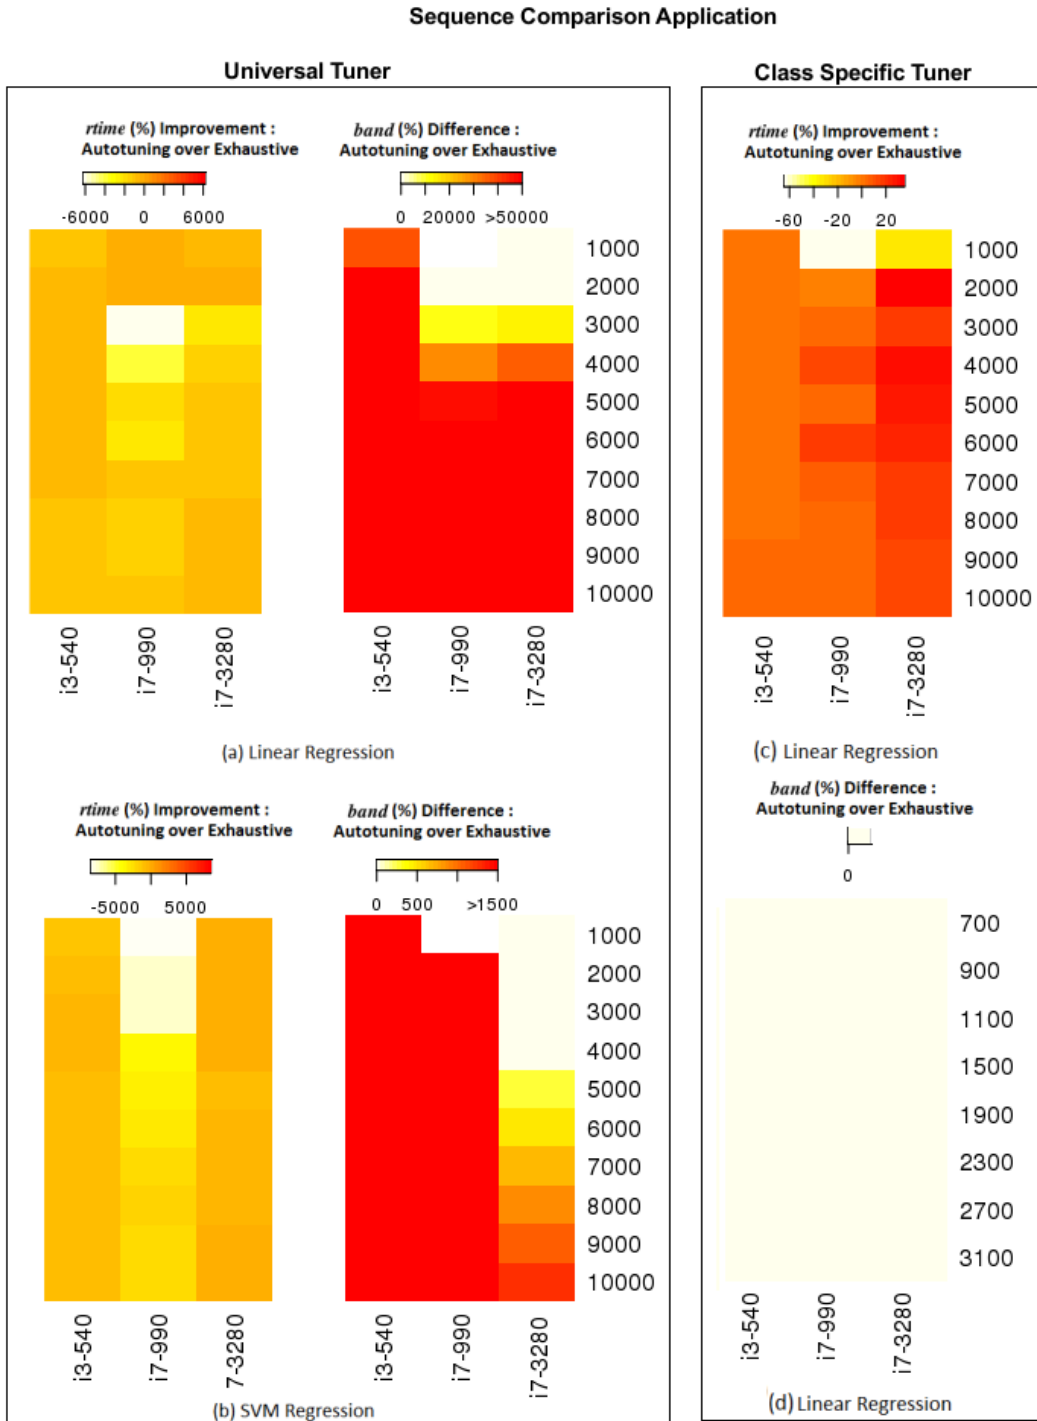 Sequence Comparison Application
Universal Tuner
rtime (%) Improvement :
Autotuning over Exhaustive
-6000 0 6000
band (%) Difference :
Autotuning over Exhaustive
0 20000 >50000
1000
2000
3000
4000
5000
6000
7000
8000
9000
10000
i3-540
i7-990
i7-3280
i3-540
i7-990
i7-3280
(a) Linear Regression
rtime (%) Improvement :
Autotuning over Exhaustive
-5000 5000
band (%) Difference :
Autotuning over Exhaustive
0 500 >1500
1000
2000
3000
4000
5000
6000
7000
8000
9000
10000
i3-540
i7-990
7-3280
i3-540
i7-990
i7-3280
(b) SVM Regression
Class Specific Tuner
rtime (%) Improvement :
Autotuning over Exhaustive
-60 -20 20
1000
2000
3000
4000
5000
6000
7000
8000
9000
10000
i3-540
i7-990
i7-3280
(c) Linear Regression
band (%) Difference :
Autotuning over Exhaustive
0
700
900
1100
1500
1900
2300
2700
3100
i3-540
i7-990
i7-3280
(d) Linear Regression